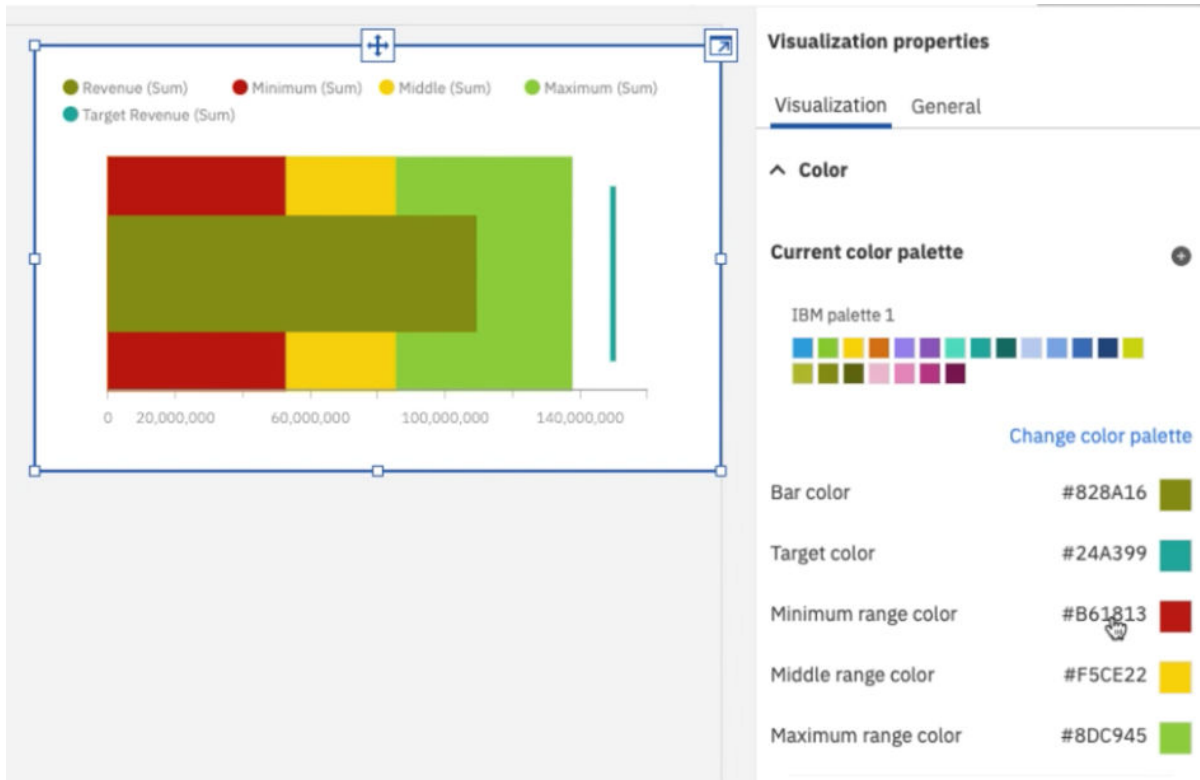 Revenue (Sum) Minimum (Sum) Middle (Sum) Maximum (Sum)
Target Revenue (Sum)
0 20,000,000 60,000,000 100,000,000 140,000,000
Visualization properties
Visualization General
Color
Current color palette
IBM palette 1
Change color palette
Bar color #828A16
Target color #24A399
Minimum range color #B61813
Middle range color #F5CE22
Maximum range color #8DC945